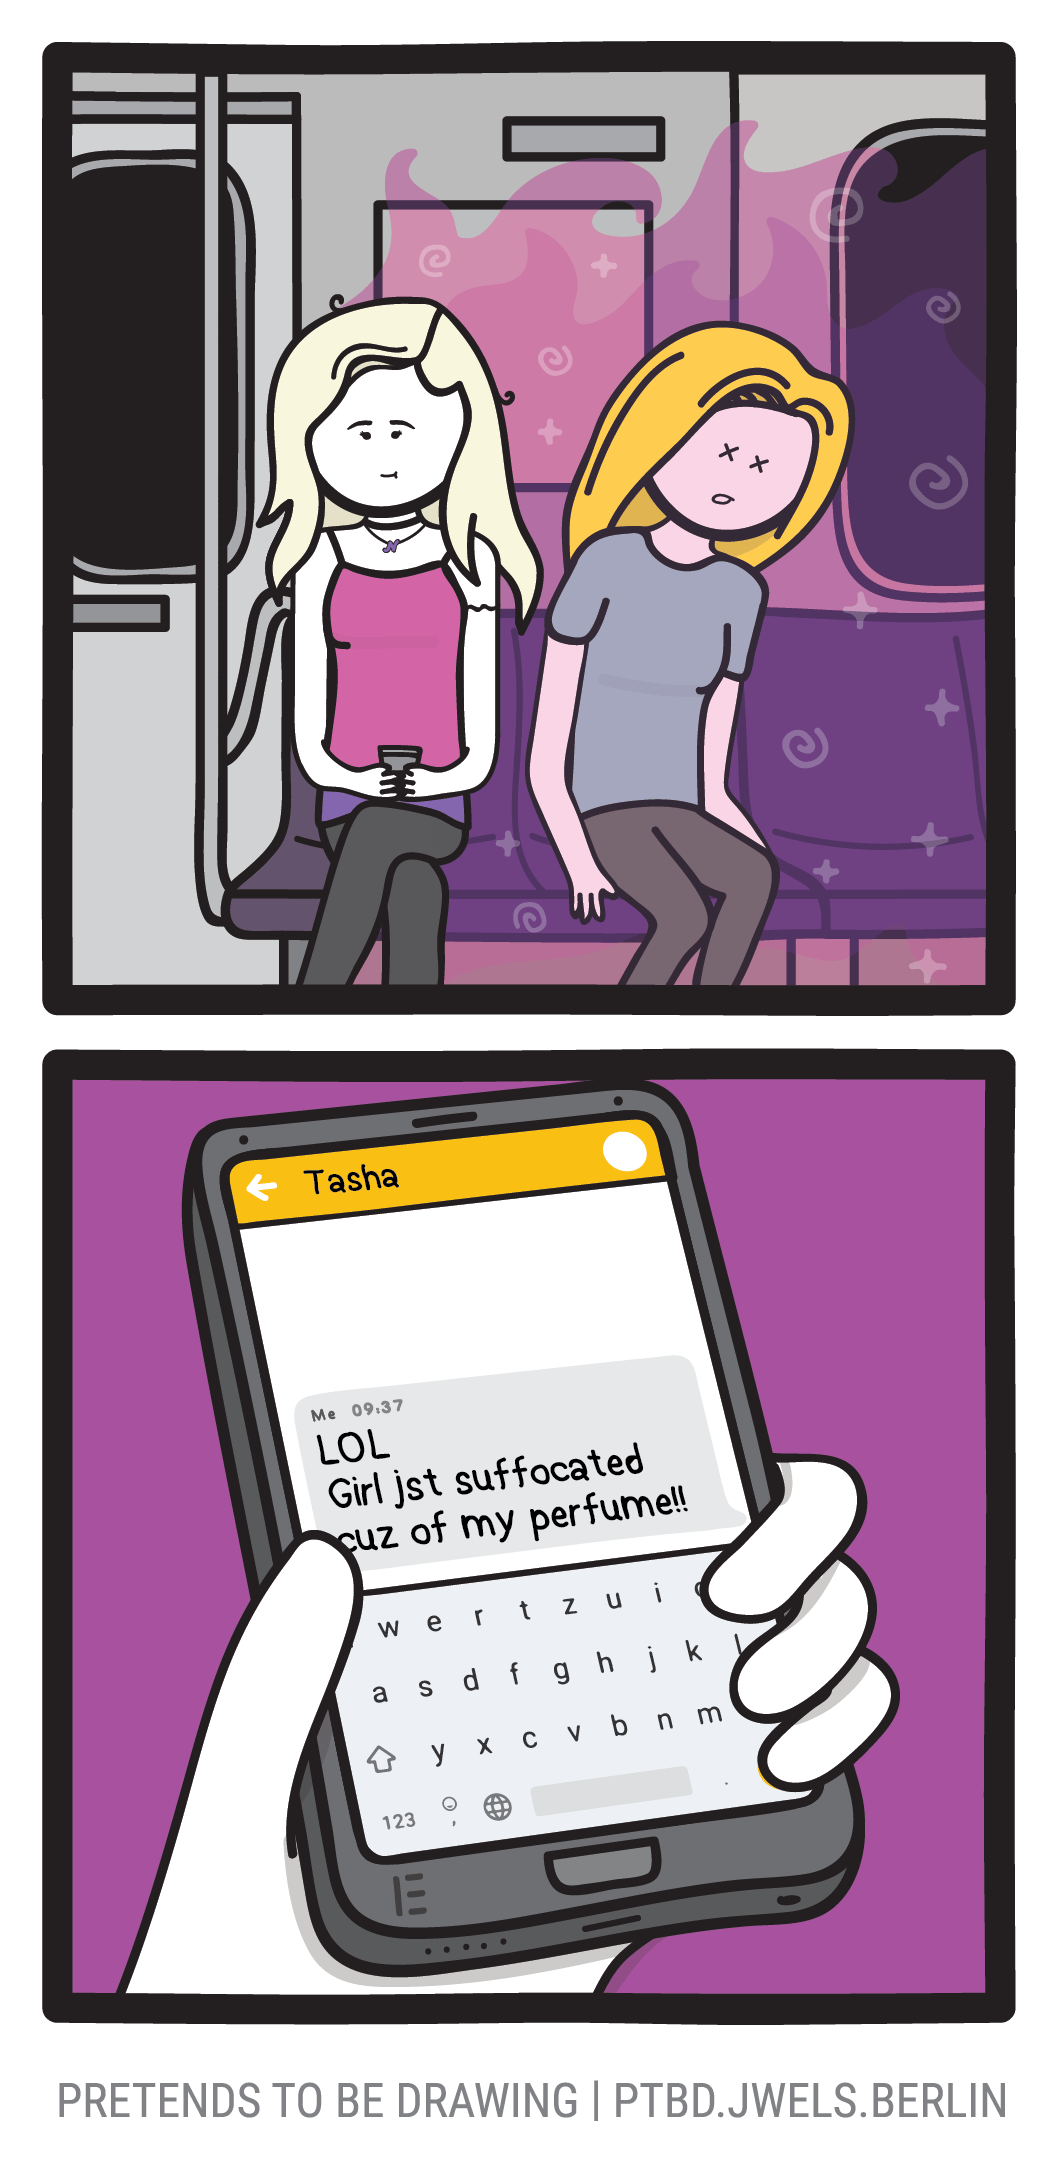 N
Tasha
Me 09:37
LOL
Girl jst suffocated
cuz of my perfume!!
w e r t z u i
a s d f g h j k l
y x c v b n m
123 , .
PRETENDS TO BE DRAWING | PTBD.JWELS.BERLIN